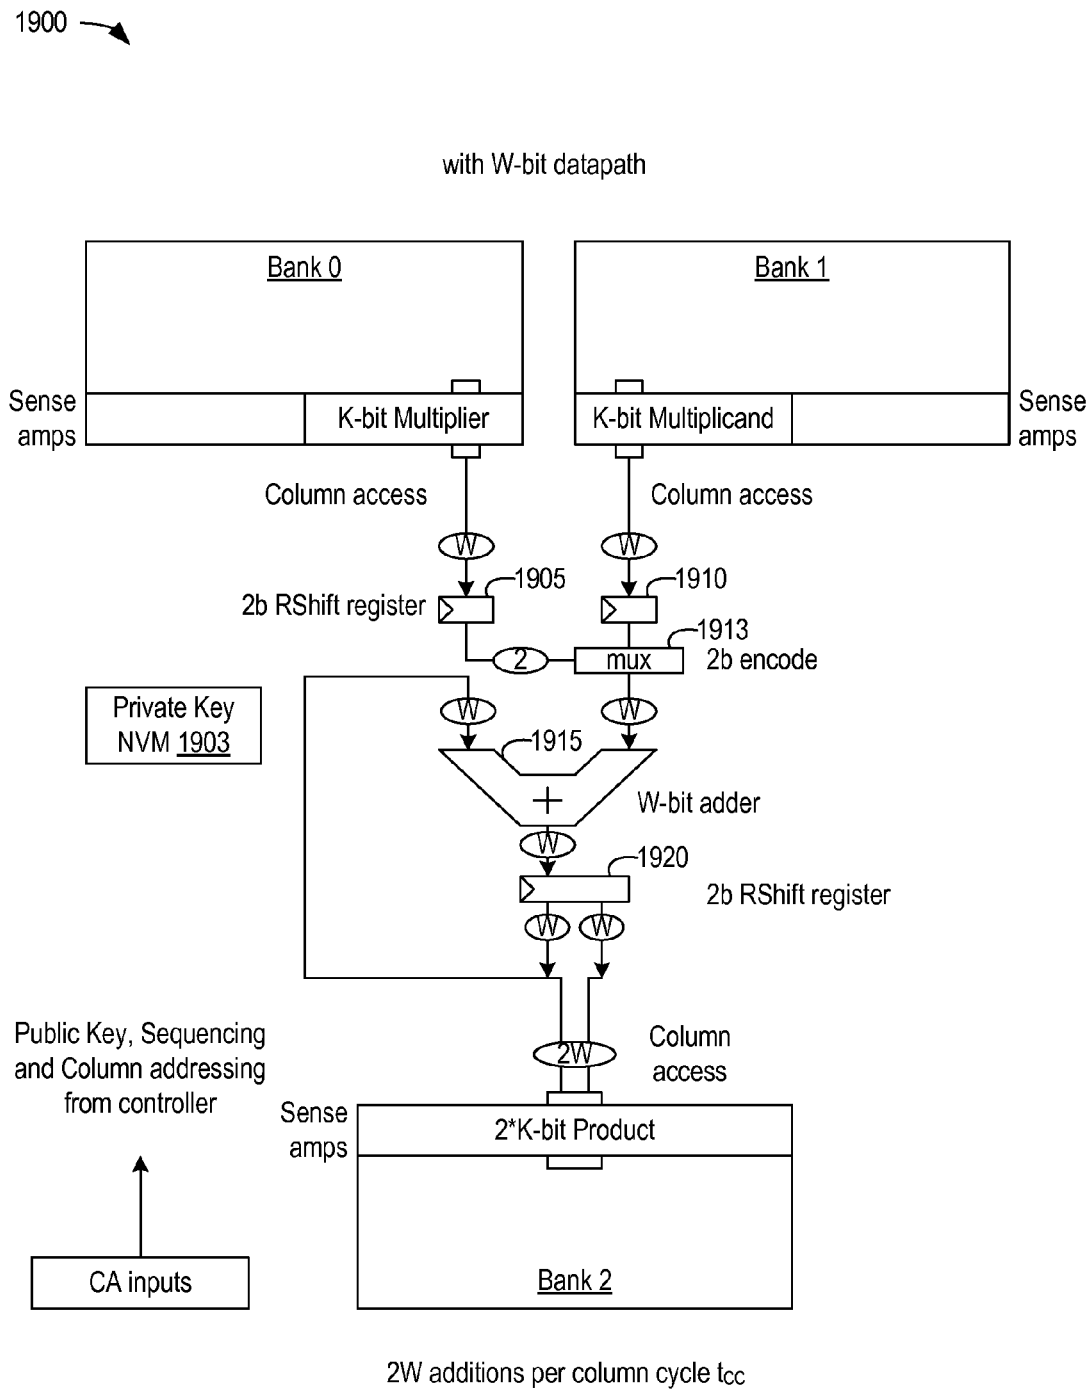 1900
with W-bit datapath
Bank 0
Bank 1
Sense
amps
K-bit Multiplier
K-bit Multiplicand
Sense
amps
Column access
Column access
W
W
1905
1910
2b RShift register
1913
2
mux
2b encode
Private Key
NVM 1903
W
W
1915
+
W-bit adder
W
1920
2b RShift register
W
W
Public Key, Sequencing
and Column addressing
from controller
2W
Column
access
Sense
amps
2*K-bit Product
CA inputs
Bank 2
2W additions per column cycle tCC